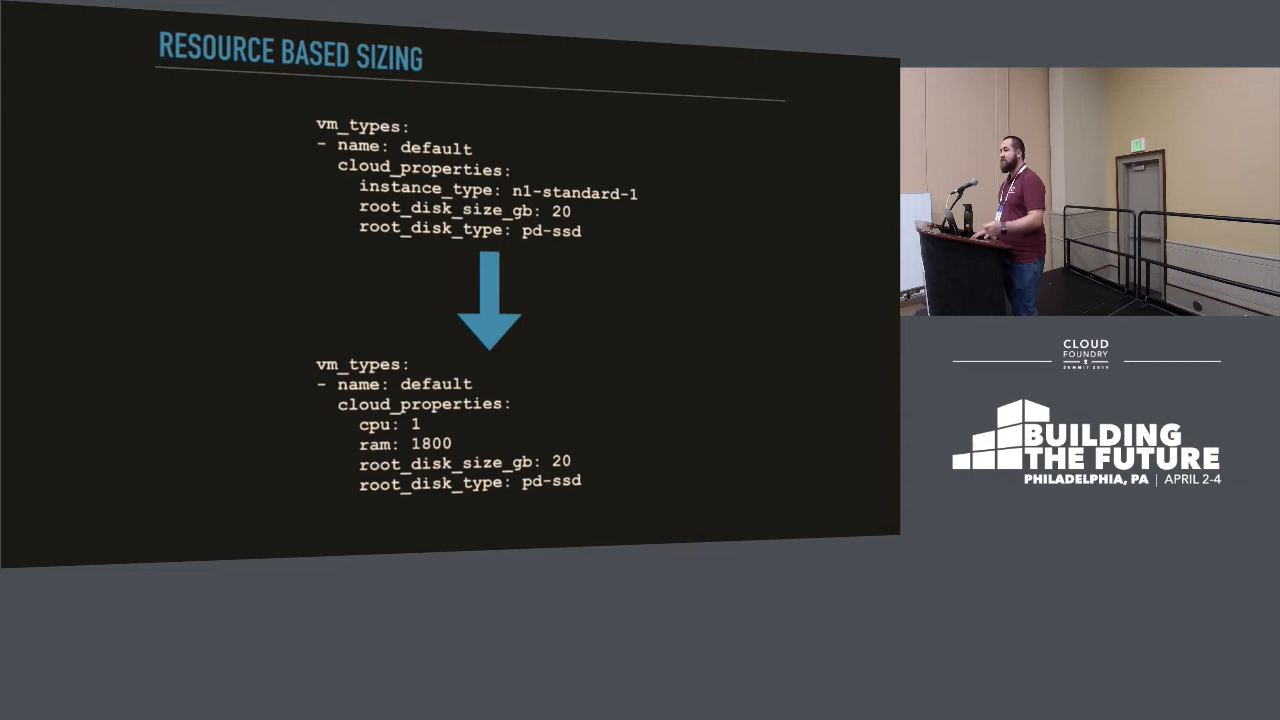 RESOURCE BASED SIZING
vm_types:
- name: default
cloud_properties:
instance_type: n1-standard-1
root_disk_size_gb: 20
root_disk_type: pd-ssd
vm_types:
- name: default
cloud_properties:
cpu: 1
ram: 1800
root_disk_size_gb: 20
root_disk_type: pd-ssd
CLOUD
FOUNDRY
SUMMIT 2019
BUILDING
THE FUTURE
PHILADELPHIA, PA | APRIL 2-4